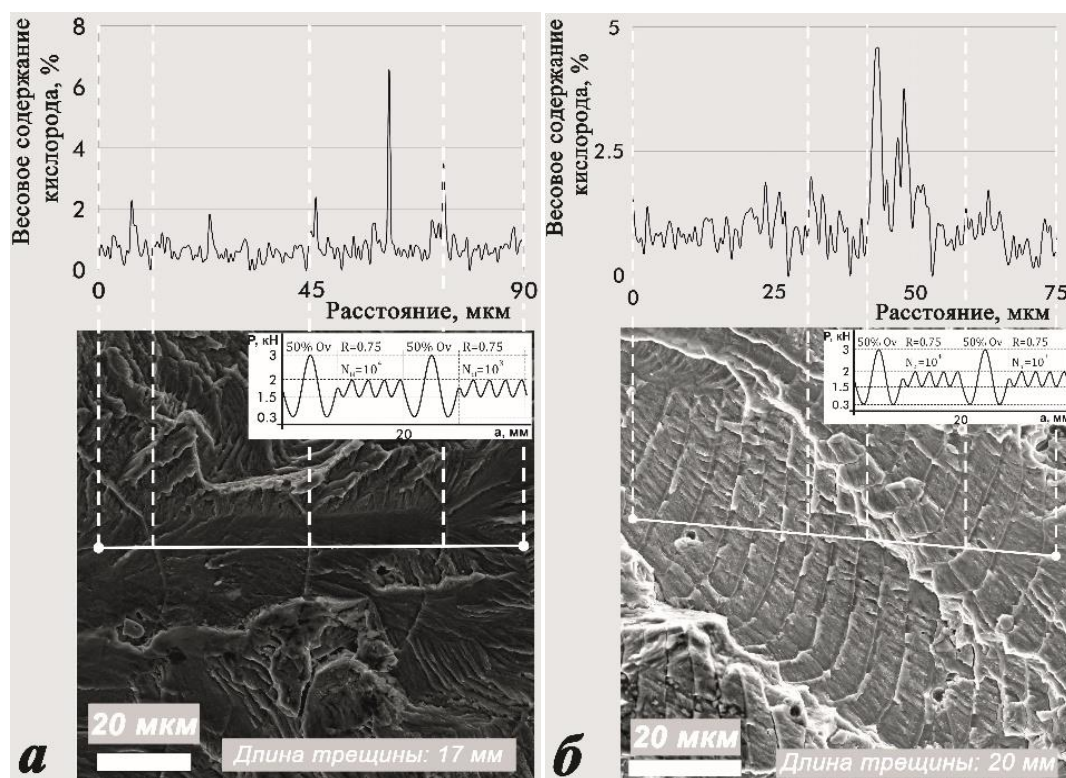 Весовое содержание
кислорода, %
8
6
4
2
0
0
45
90
Расстояние, мкм
P, кН
50% Ov R=0.75 50% Ov R=0.75
3
2
1.5
0.3
20
a, мм
20 мкм
а
Длина трещины: 17 мм
Весовое содержание
кислорода, %
5
2.5
0
0
25
50
75
Расстояние, мкм
P, кН
50% Ov R=0.75 50% Ov R=0.75
3
2
1.5
0.3
20
a, мм
20 мкм
б
Длина трещины: 20 мм